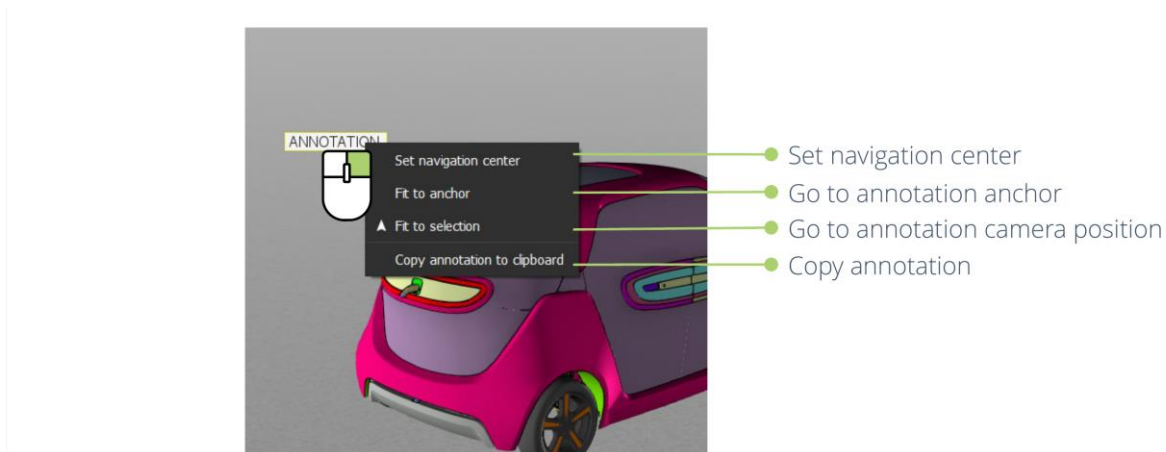 ANNOTATION
Set navigation center
Fit to anchor
Fit to selection
Copy annotation to clipboard
Set navigation center
Go to annotation anchor
Go to annotation camera position
Copy annotation